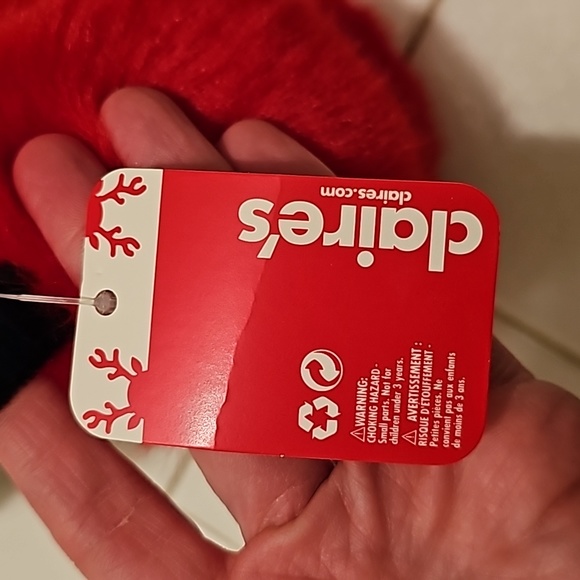 claire's
claires.com
WARNING:
CHOKING HAZARD -
Small parts. Not for
children under 3 years.
AVERTISSEMENT :
RISQUE D'ÉTOUFFEMENT -
Petites pièces. Ne
convient pas aux enfants
de moins de 3 ans.